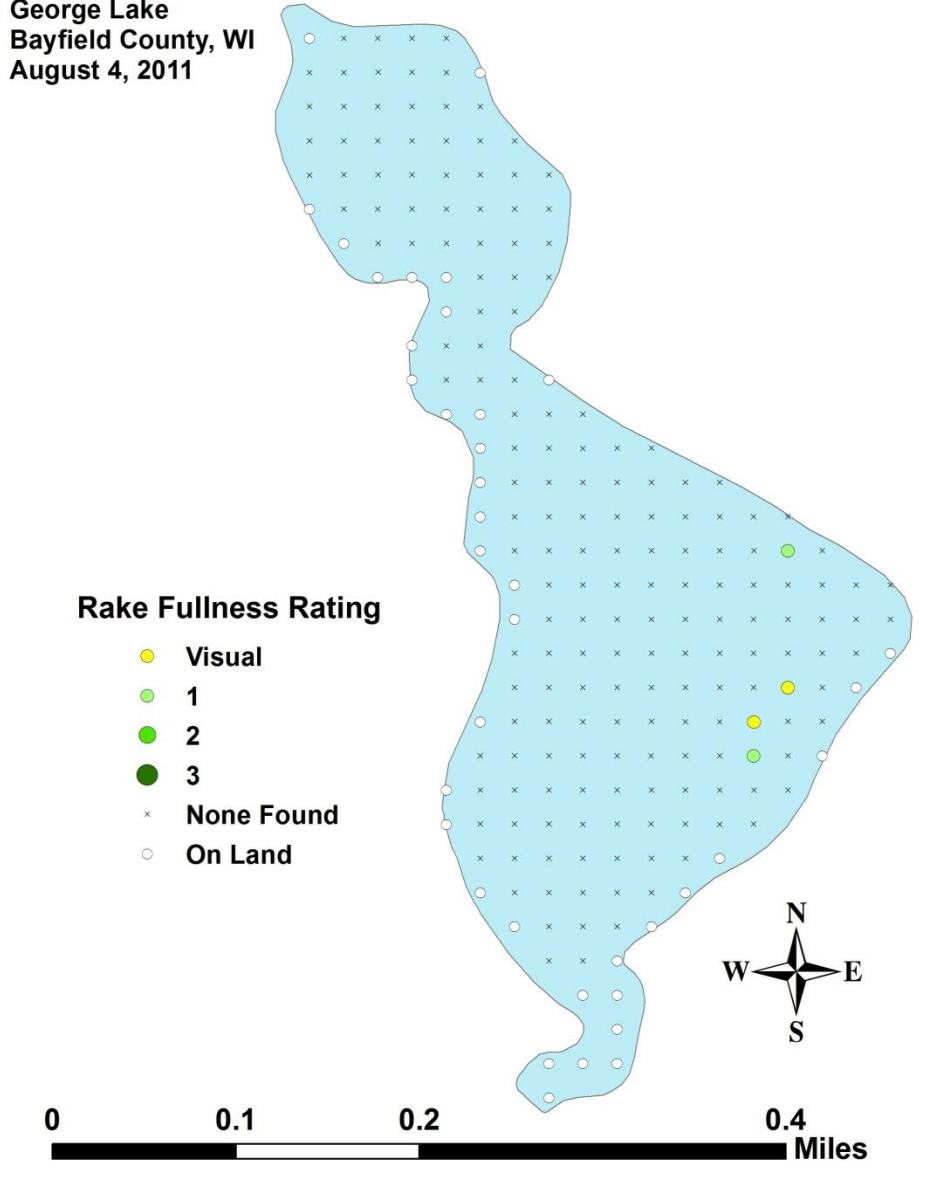 George Lake
Bayfield County, WI
August 4, 2011
Rake Fullness Rating
Visual
1
2
3
None Found
On Land
N
W E
S
0 0.1 0.2 0.4
Miles